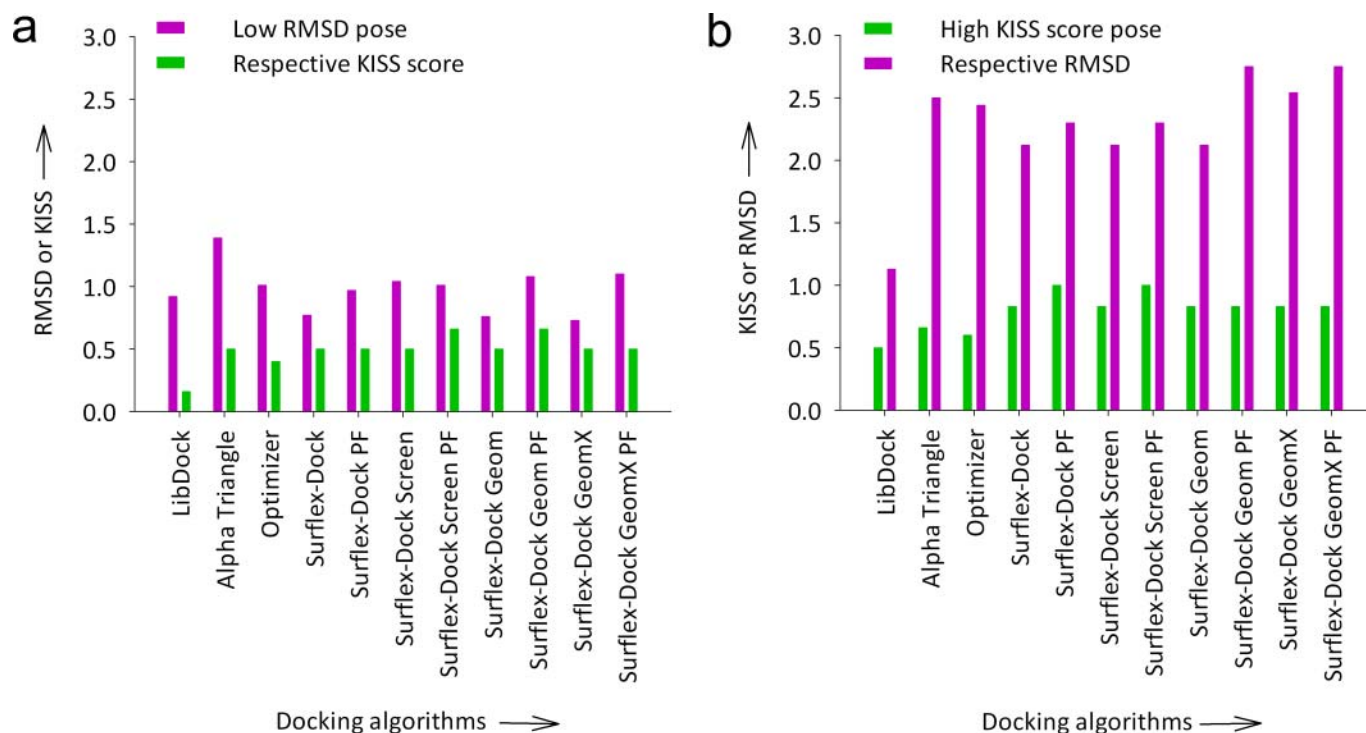 a
Low RMSD pose
Respective KISS score
RMSD or KISS
3.0
2.5
2.0
1.5
1.0
0.5
0.0
LibDock
Alpha Triangle
Optimizer
Surflex-Dock
Surflex-Dock PF
Surflex-Dock Screen
Surflex-Dock Screen PF
Surflex-Dock Geom
Surflex-Dock Geom PF
Surflex-Dock GeomX
Surflex-Dock GeomX PF
Docking algorithms
b
High KISS score pose
Respective RMSD
KISS or RMSD
3.0
2.5
2.0
1.5
1.0
0.5
0.0
LibDock
Alpha Triangle
Optimizer
Surflex-Dock
Surflex-Dock PF
Surflex-Dock Screen
Surflex-Dock Screen PF
Surflex-Dock Geom
Surflex-Dock Geom PF
Surflex-Dock GeomX
Surflex-Dock GeomX PF
Docking algorithms